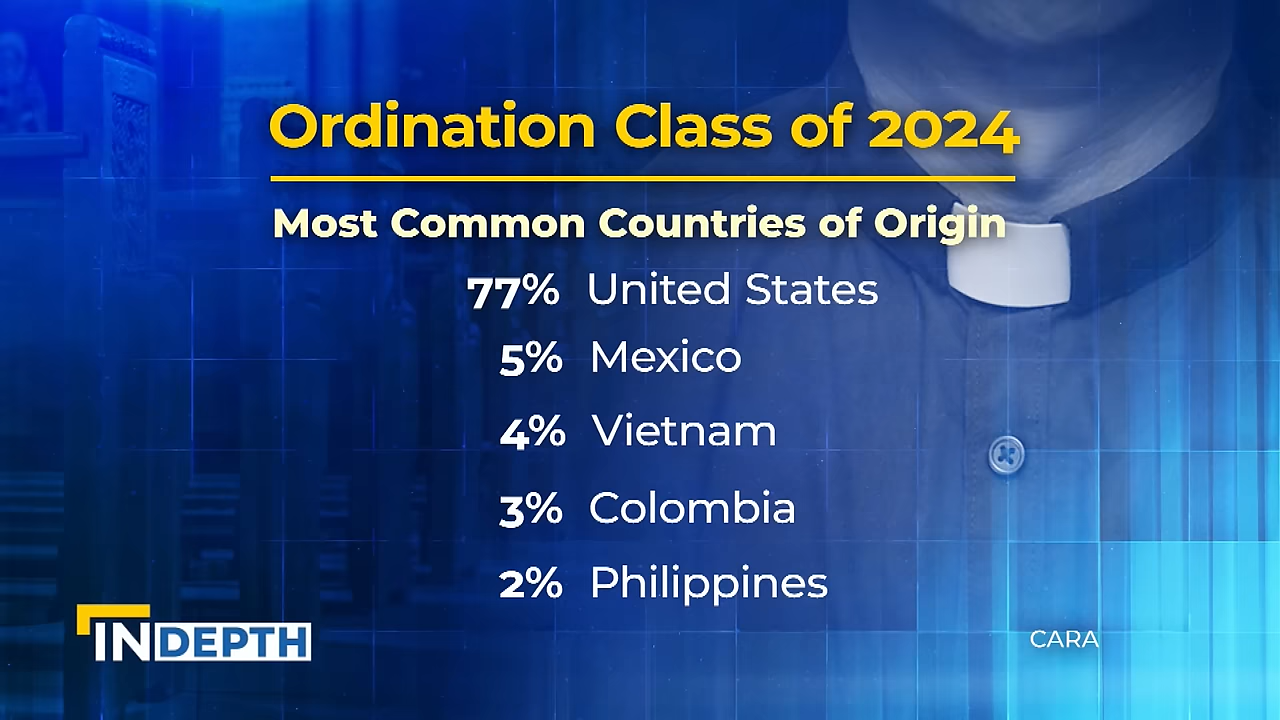 Ordination Class of 2024
Most Common Countries of Origin
77% United States
5% Mexico
4% Vietnam
3% Colombia
2% Philippines
INDEPTH
CARA